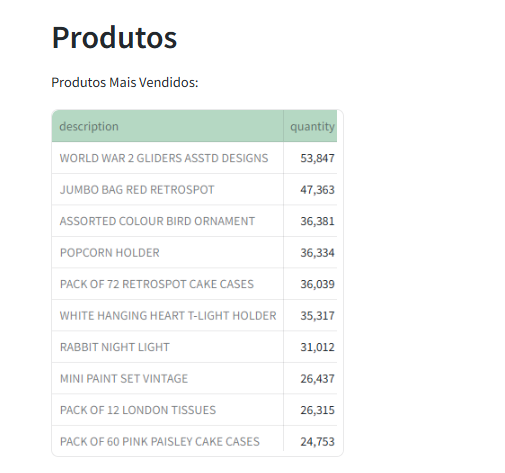 Produtos
Produtos Mais Vendidos:
description quantity
WORLD WAR 2 GLIDERS ASSTD DESIGNS 53,847
JUMBO BAG RED RETROSPOT 47,363
ASSORTED COLOUR BIRD ORNAMENT 36,381
POPCORN HOLDER 36,334
PACK OF 72 RETROSPOT CAKE CASES 36,039
WHITE HANGING HEART T-LIGHT HOLDER 35,317
RABBIT NIGHT LIGHT 31,012
MINI PAINT SET VINTAGE 26,437
PACK OF 12 LONDON TISSUES 26,315
PACK OF 60 PINK PAISLEY CAKE CASES 24,753